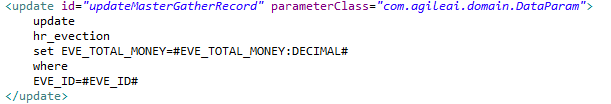 <update id="updateMasterGatherRecord" parameterClass="com.agileai.domain.DataParam">
update
hr_evection
set EVE_TOTAL_MONEY=#EVE_TOTAL_MONEY:DECIMAL#
where
EVE_ID=#EVE_ID#
</update>